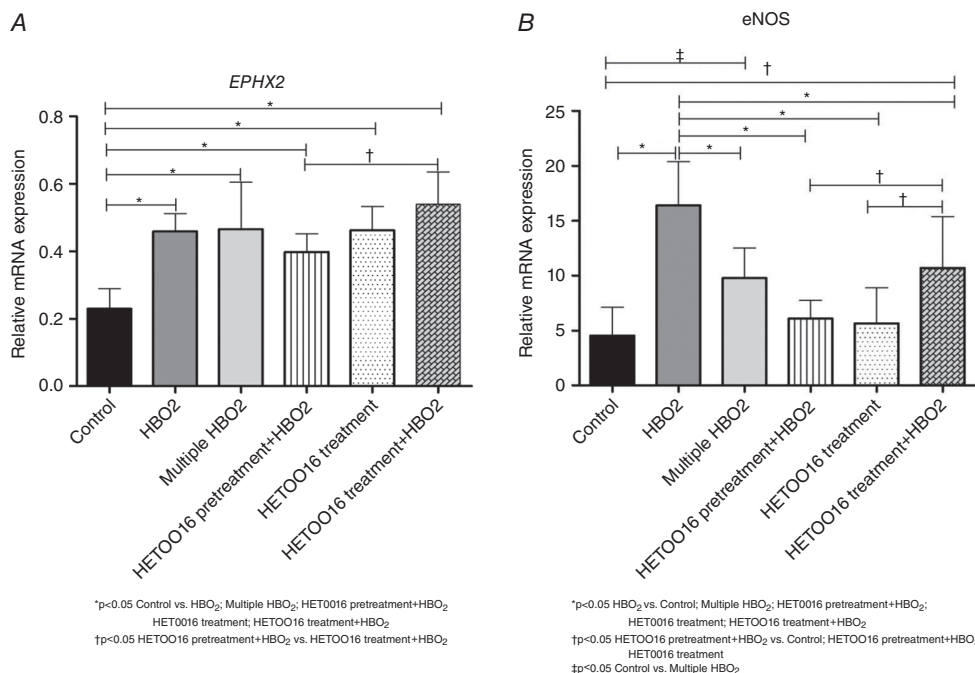 A
EPHX2
‡
†
*
*
*
*
*
*
†
Relative mRNA expression
0.8
0.6
0.4
0.2
0.0
Control
HBO2
Multiple HBO2
HETOO16 pretreatment+HBO2
HETOO16 treatment
HETOO16 treatment+HBO2
*p<0.05 Control vs. HBO₂; Multiple HBO₂; HET0016 pretreatment+HBO₂
HET0016 treatment; HETOO16 treatment+HBO₂
†p<0.05 HETOO16 pretreatment+HBO₂ vs. HETOO16 treatment+HBO₂
B
eNOS
*
*
*
*
†
†
Relative mRNA expression
25
20
15
10
5
0
Control
HBO2
Multiple HBO2
HETOO16 pretreatment+HBO2
HETOO16 treatment
HETOO16 treatment+HBO2
*p<0.05 HBO₂ vs. Control; Multiple HBO₂; HET0016 pretreatment+HBO₂;
HET0016 treatment; HETOO16 treatment+HBO₂
†p<0.05 HETOO16 pretreatment+HBO₂ vs. Control; HETOO16 pretreatment+HBO₂
HET0016 treatment
‡p<0.05 Control vs. Multiple HBO₂